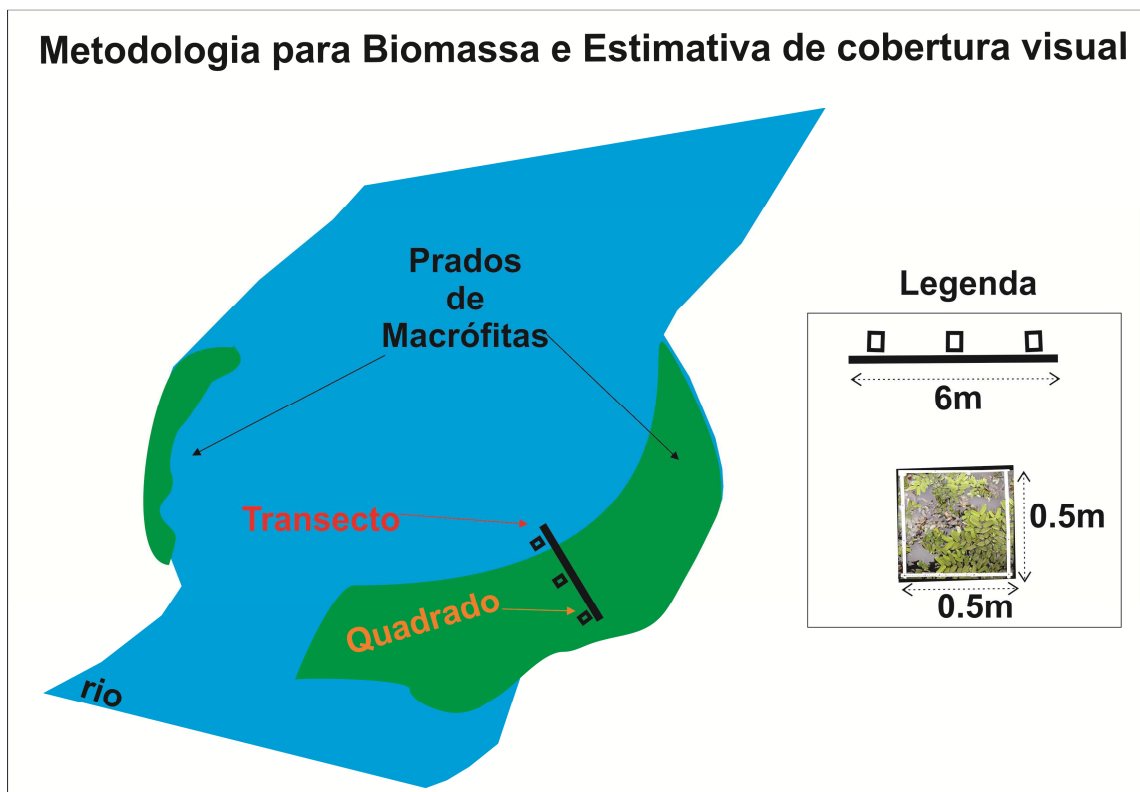 Metodologia para Biomassa e Estimativa de cobertura visual
Prados
de
Macrófitas
Legenda
6m
Transecto
0.5m
Quadrado
0.5m
rio